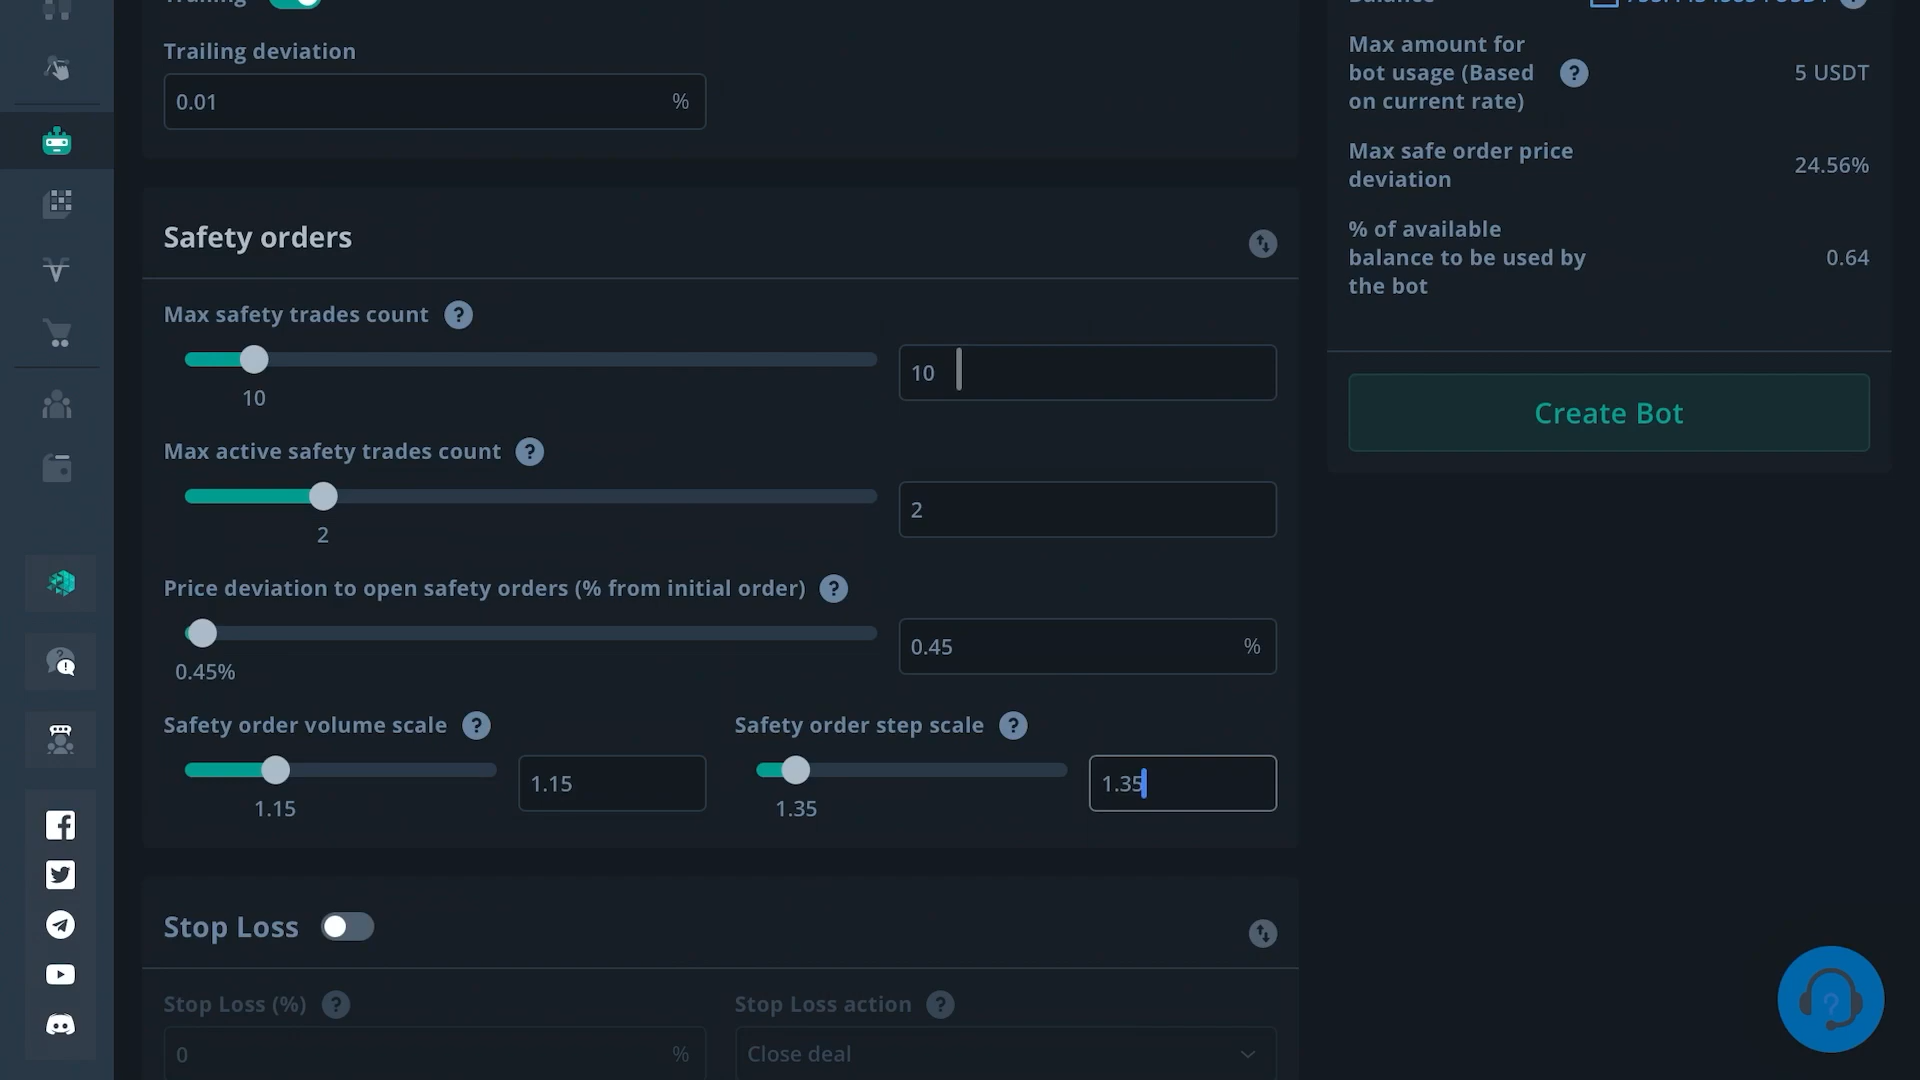 Trailing deviation
0.01 %
Safety orders
Max safety trades count ?
10
10
Max active safety trades count ?
2
2
Price deviation to open safety orders (% from initial order) ?
0.45%
0.45 %
Safety order volume scale ?
1.15
1.15
Safety order step scale ?
1.35
1.35
Stop Loss
Stop Loss (%) ?
0 %
Stop Loss action ?
Close deal
Max amount for
bot usage (Based
on current rate) ?
5 USDT
Max safe order price
deviation
24.56%
% of available
balance to be used by
the bot
0.64
Create Bot